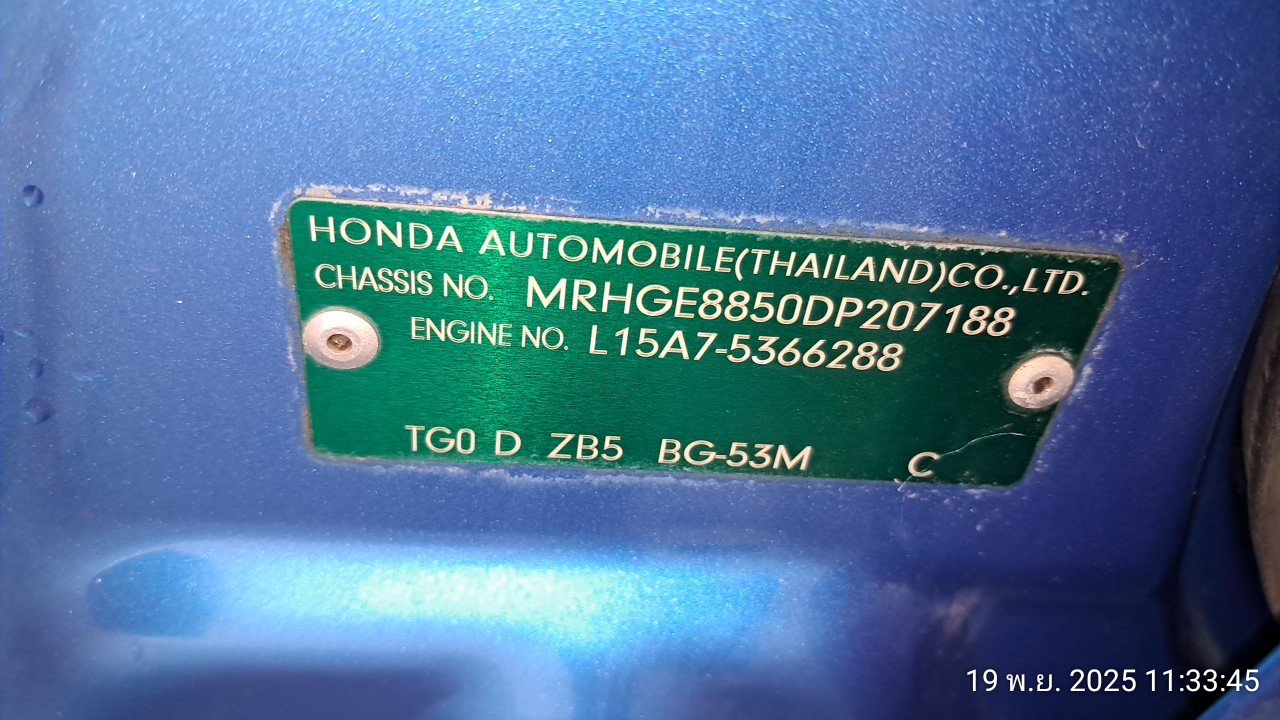 HONDA AUTOMOBILE(THAILAND)CO.,LTD.
CHASSIS NO. MRHGE8850DP207188
ENGINE NO. L15A7-5366288
TG0 D ZB5 BG-53M C
19 พ.ย. 2025 11:33:45